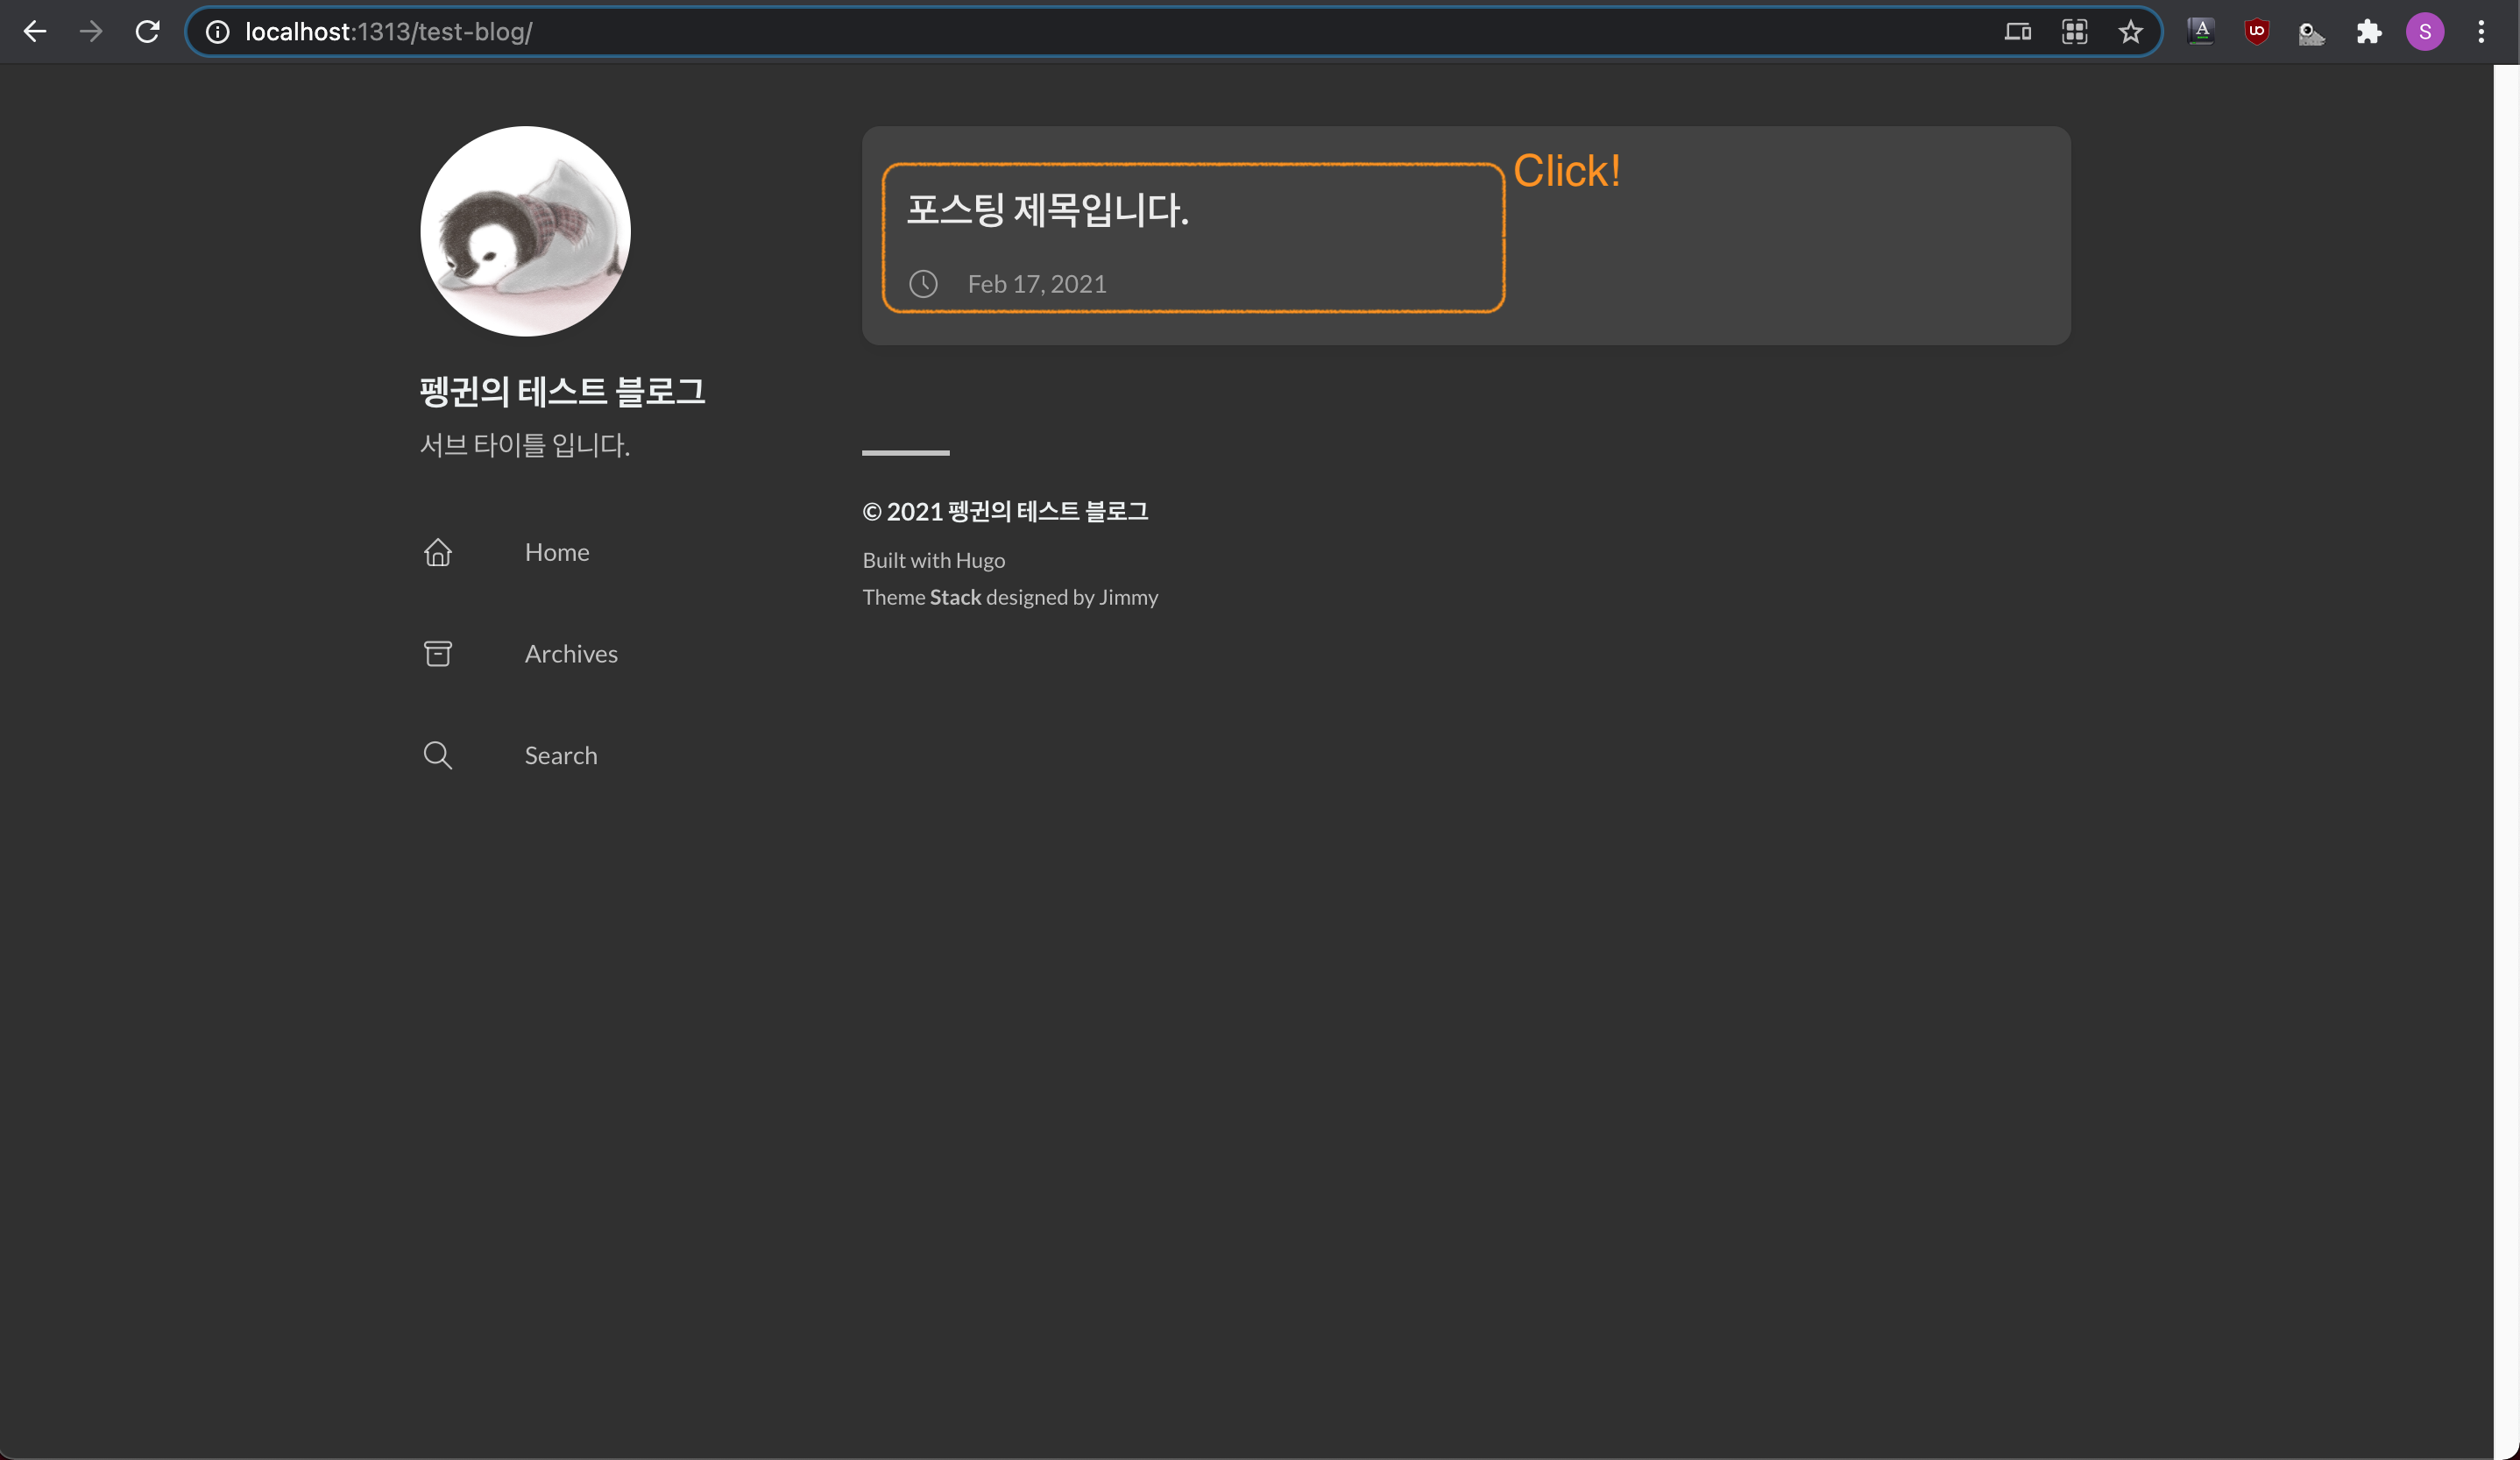 localhost:1313/test-blog/
A
uo
S
포스팅 제목입니다.
Click!
Feb 17, 2021
펭귄의 테스트 블로그
서브 타이틀 입니다.
Home
Archives
Search
© 2021 펭귄의 테스트 블로그
Built with Hugo
Theme Stack designed by Jimmy